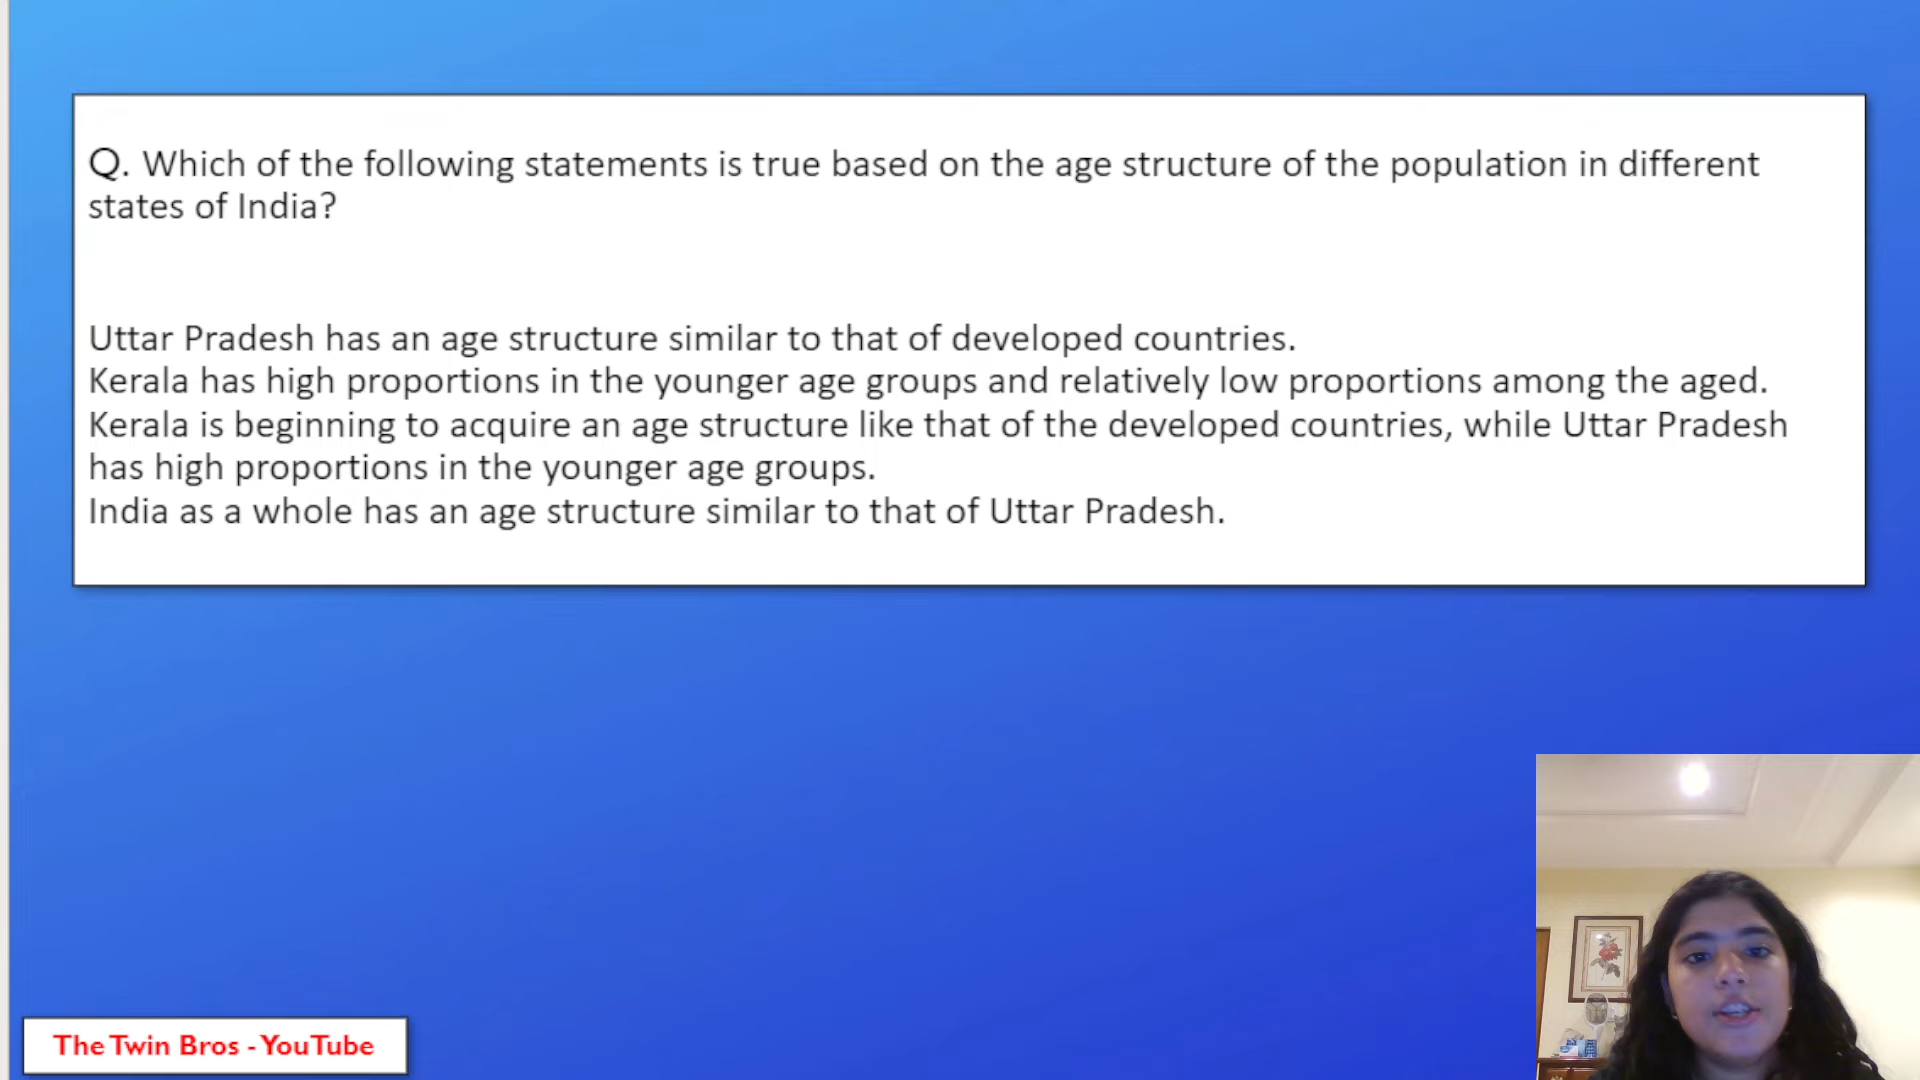 Q. Which of the following statements is true based on the age structure of the population in different
states of India?
Uttar Pradesh has an age structure similar to that of developed countries.
Kerala has high proportions in the younger age groups and relatively low proportions among the aged.
Kerala is beginning to acquire an age structure like that of the developed countries, while Uttar Pradesh
has high proportions in the younger age groups.
India as a whole has an age structure similar to that of Uttar Pradesh.
The Twin Bros - YouTube